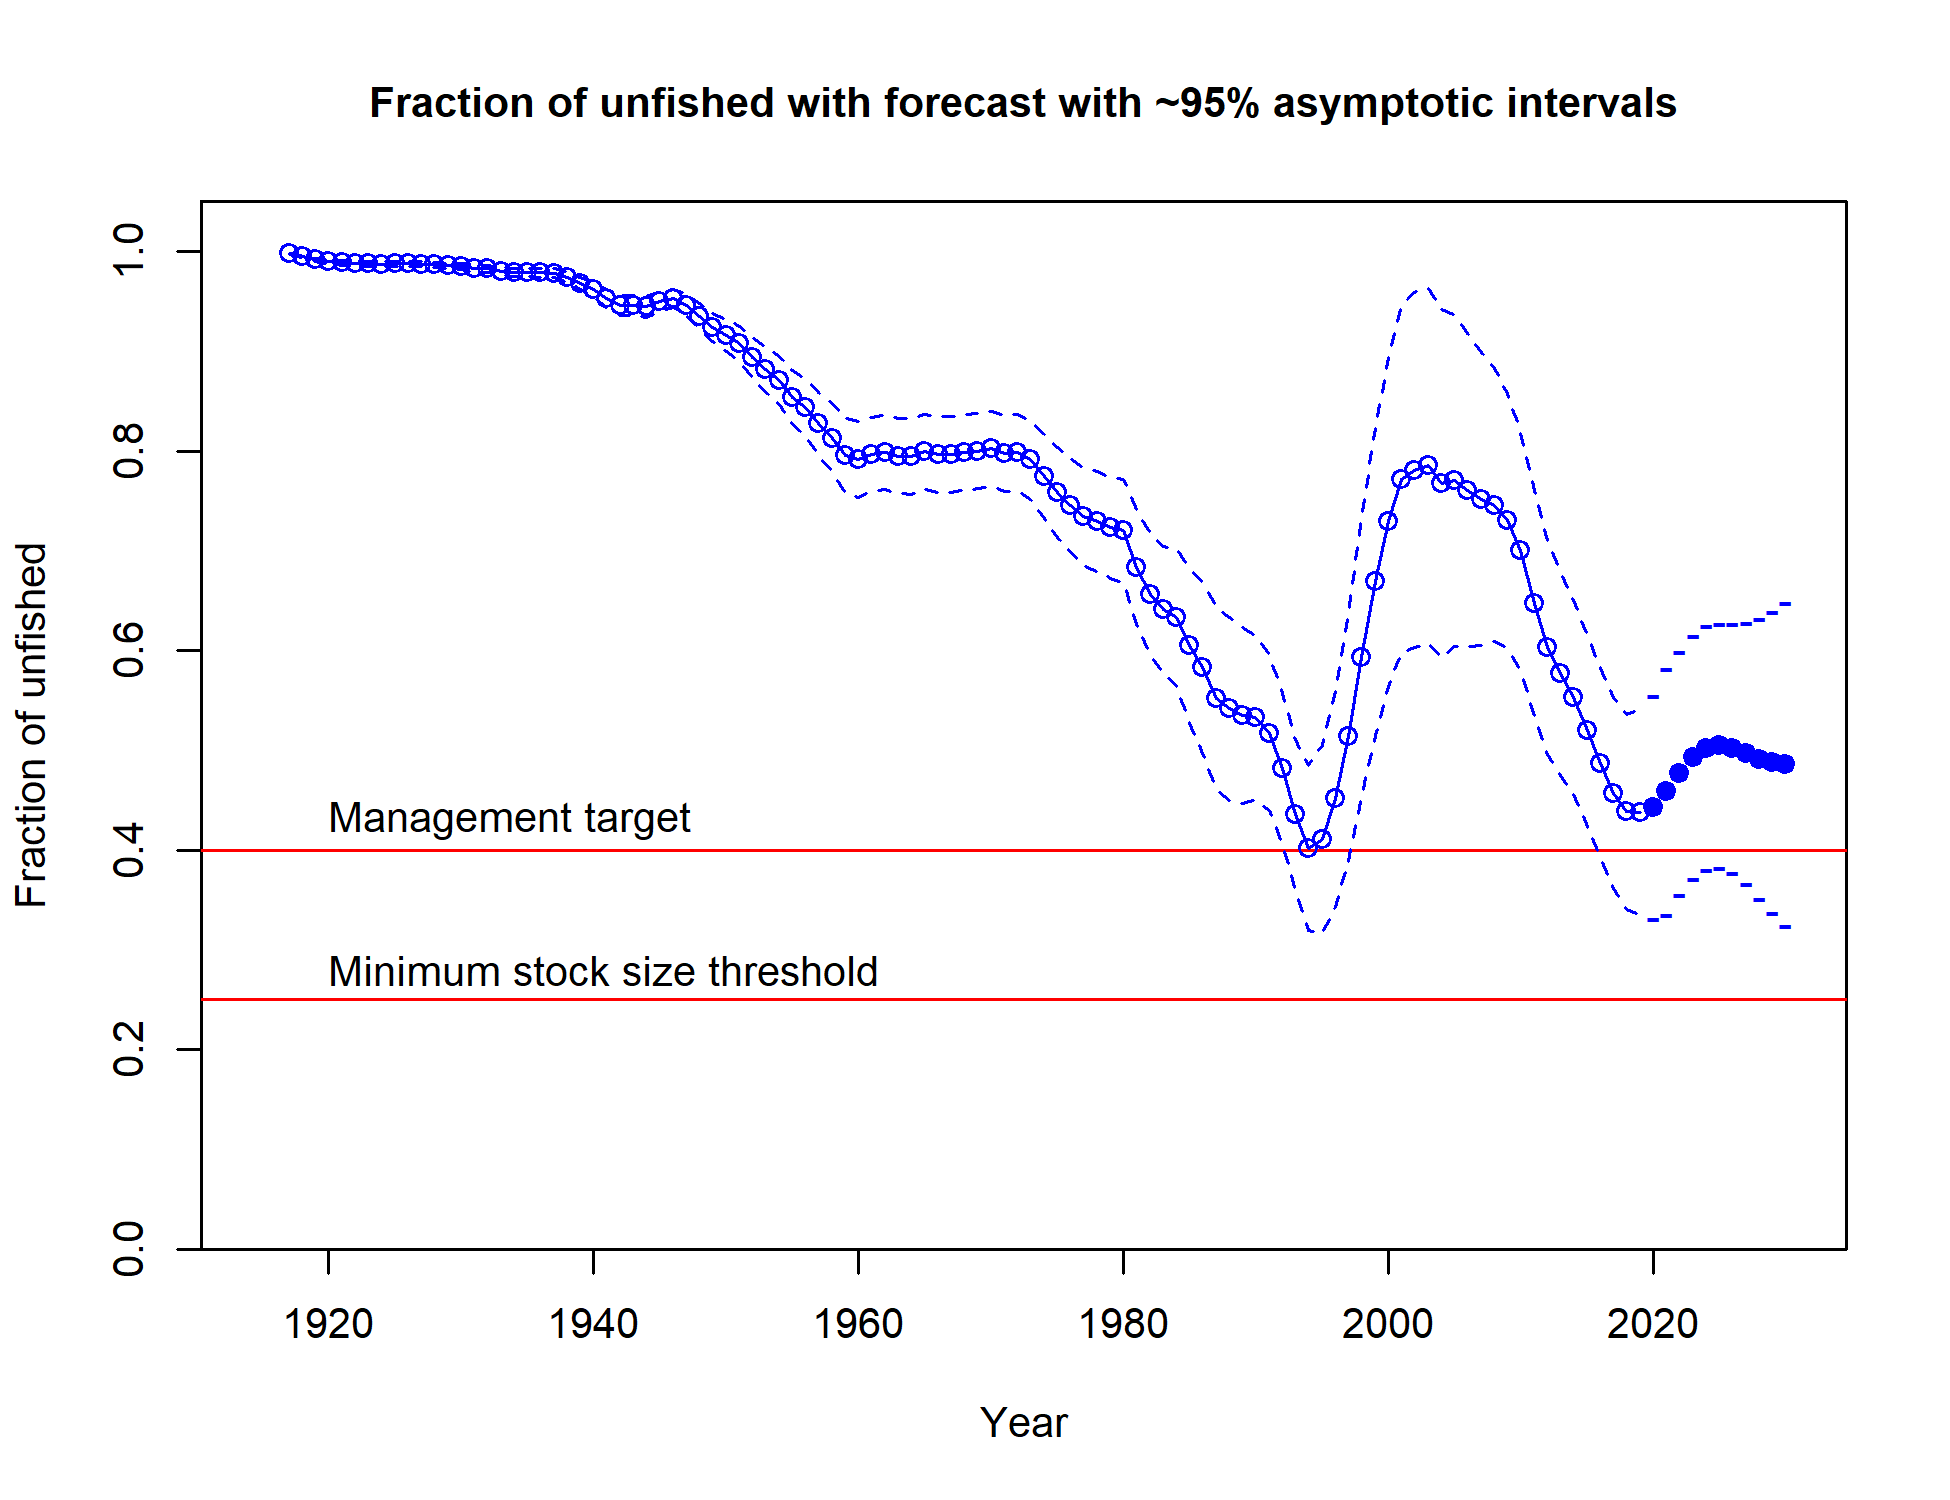 Fraction of unfished with forecast with ~95% asymptotic intervals
Fraction of unfished
1.0
0.8
0.6
0.4
0.2
0.0
Management target
Minimum stock size threshold
1920 1940 1960 1980 2000 2020
Year